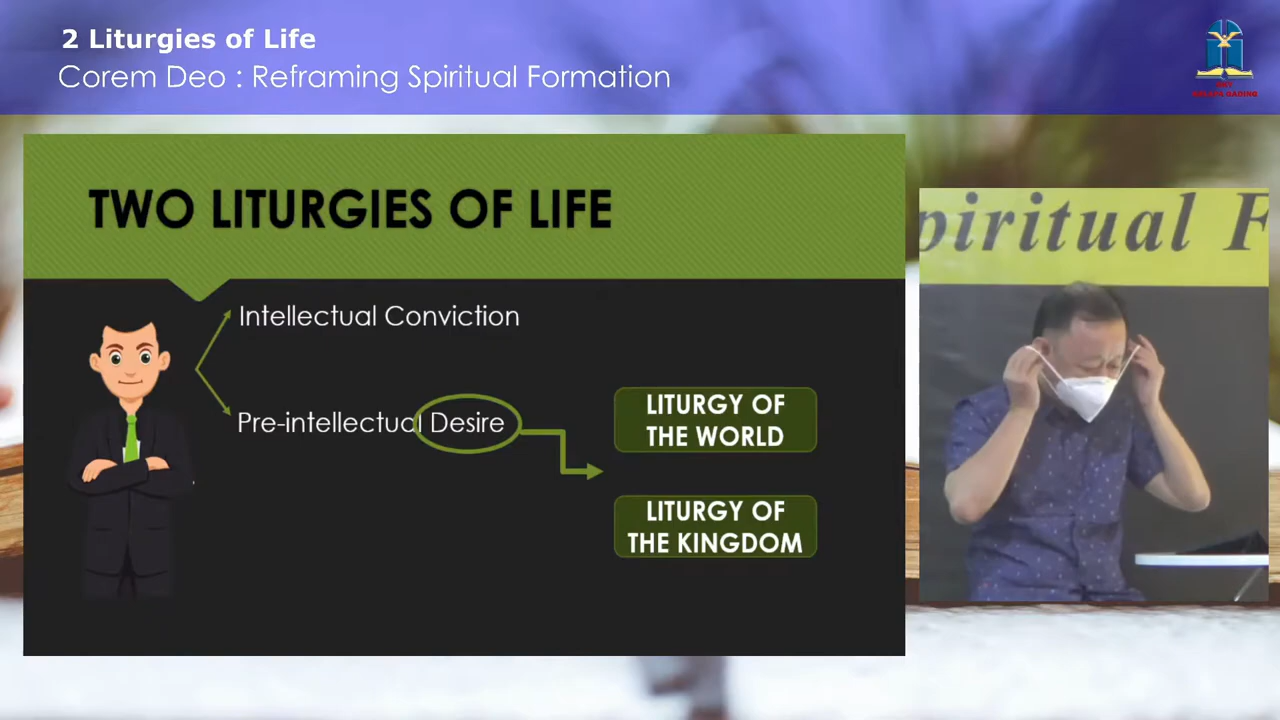 2 Liturgies of Life
Corem Deo : Reframing Spiritual Formation
TWO LITURGIES OF LIFE
Intellectual Conviction
Pre-intellectual Desire
LITURGY OF
THE WORLD
LITURGY OF
THE KINGDOM
piritual F
GADING